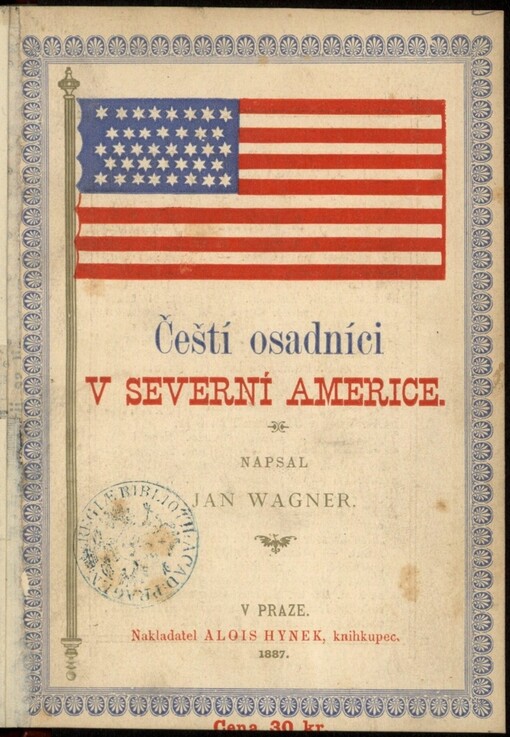 Čeští osadníci
V SEVERNÍ AMERICE.
NAPSAL
JAN WAGNER.
V PRAZE.
Nakladatel ALOIS HYNEK, knihkupec.
1887.
Cena 30 kr.